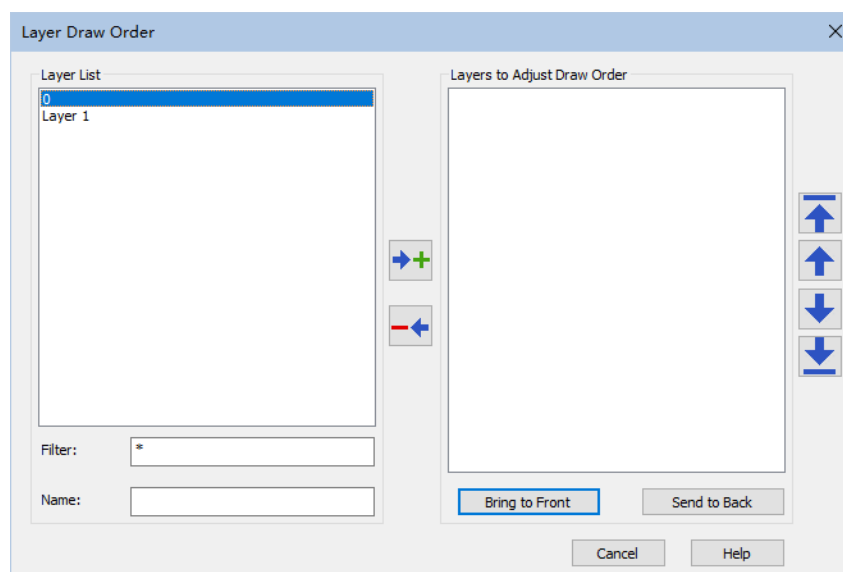 Layer Draw Order
Layer List
0
Layer 1
Filter:
*
Name:
Layers to Adjust Draw Order
Bring to Front
Send to Back
Cancel
Help